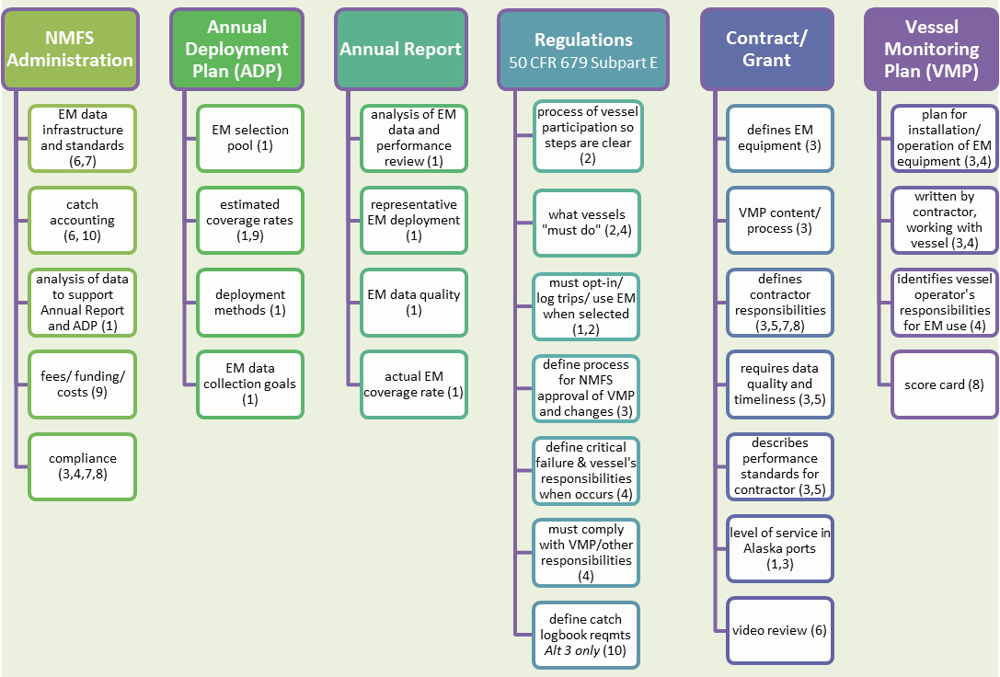 NMFS
Administration
EM data
infrastructure
and standards
(6,7)
catch
accounting
(6, 10)
analysis of data
to support
Annual Report
and ADP (1)
fees/ funding/
costs (9)
compliance
(3,4,7,8)
Annual
Deployment
Plan (ADP)
EM selection
pool (1)
estimated
coverage rates
(1,9)
deployment
methods (1)
EM data
collection goals
(1)
Annual Report
analysis of EM
data and
performance
review (1)
representative
EM deployment
(1)
EM data quality
(1)
actual EM
coverage rate (1)
Regulations
50 CFR 679 Subpart E
process of vessel
participation so
steps are clear
(2)
what vessels
"must do" (2,4)
must opt-in/
log trips/ use EM
when selected
(1,2)
define process
for NMFS
approval of VMP
and changes (3)
define critical
failure & vessel's
responsibilities
when occurs (4)
must comply
with VMP/other
responsibilities
(4)
define catch
logbook reqmts
Alt 3 only (10)
Contract/
Grant
defines EM
equipment (3)
VMP content/
process (3)
defines
contractor
responsibilities
(3,5,7,8)
requires data
quality and
timeliness (3,5)
describes
performance
standards for
contractor (3,5)
level of service in
Alaska ports
(1,3)
video review (6)
Vessel
Monitoring
Plan (VMP)
plan for
installation/
operation of EM
equipment (3,4)
written by
contractor,
working with
vessel (3,4)
identifies vessel
operator's
responsibilities
for EM use (4)
score card (8)